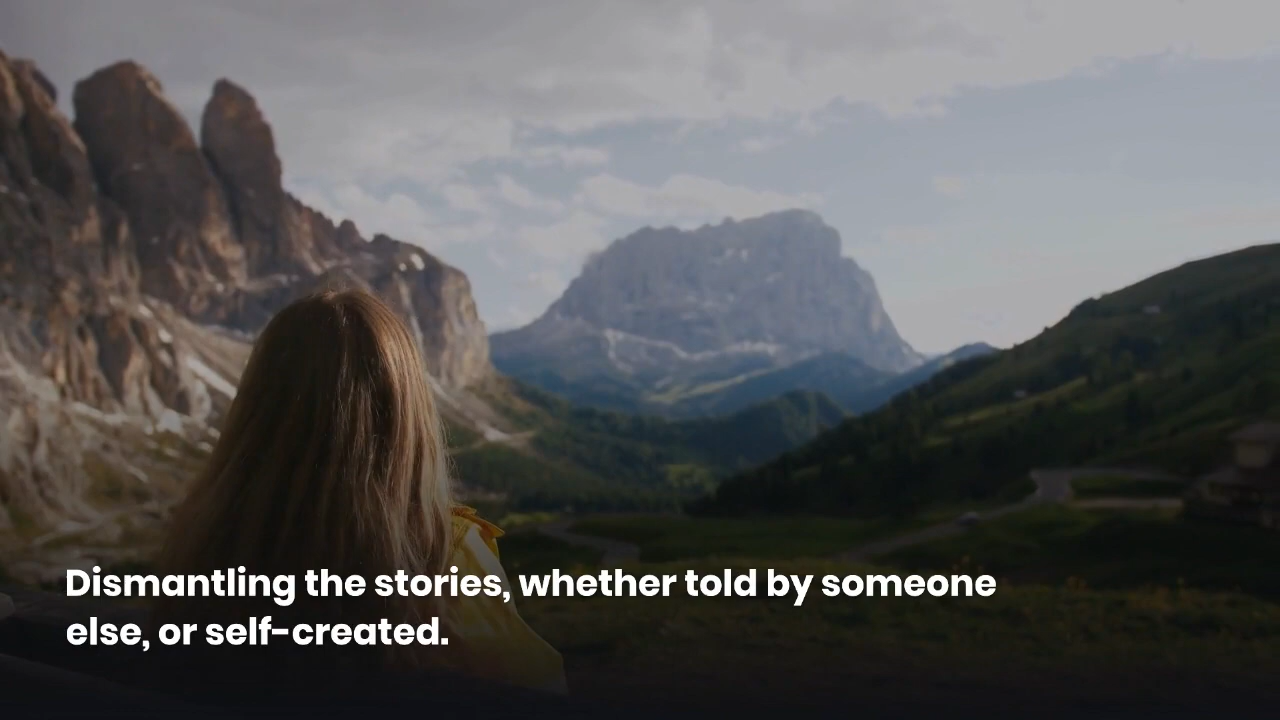 Dismantling the stories, whether told by someone
else, or self-created.